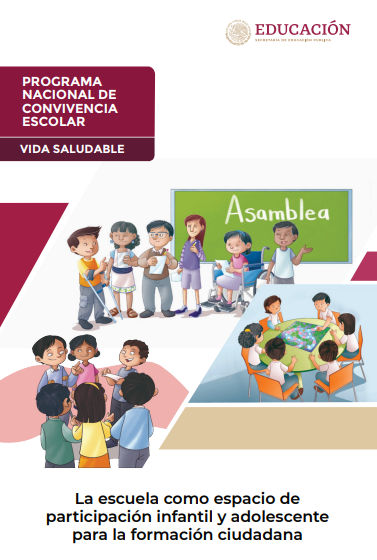 EDUCACIÓN
SECRETARÍA DE EDUCACIÓN PÚBLICA
PROGRAMA
NACIONAL DE
CONVIVENCIA
ESCOLAR
VIDA SALUDABLE
Asamblea
La escuela como espacio de
participación infantil y adolescente
para la formación ciudadana